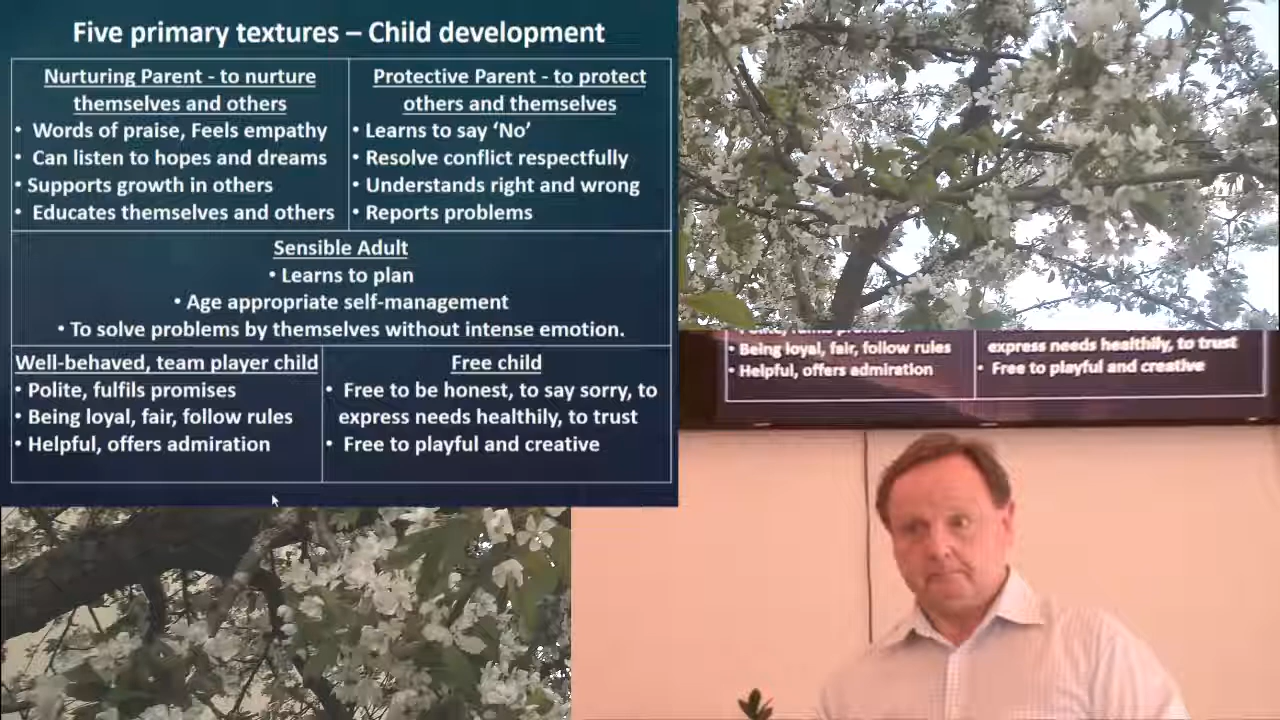 Five primary textures – Child development
Nurturing Parent - to nurture
themselves and others
• Words of praise, Feels empathy
• Can listen to hopes and dreams
• Supports growth in others
• Educates themselves and others
Protective Parent - to protect
others and themselves
• Learns to say ‘No’
• Resolve conflict respectfully
• Understands right and wrong
• Reports problems
Sensible Adult
• Learns to plan
• Age appropriate self-management
• To solve problems by themselves without intense emotion.
Well-behaved, team player child
• Polite, fulfils promises
• Being loyal, fair, follow rules
• Helpful, offers admiration
Free child
• Free to be honest, to say sorry, to
express needs healthily, to trust
• Free to playful and creative
• Being loyal, fair, follow rules
• Helpful, offers admiration
express needs healthily, to trust
• Free to playful and creative